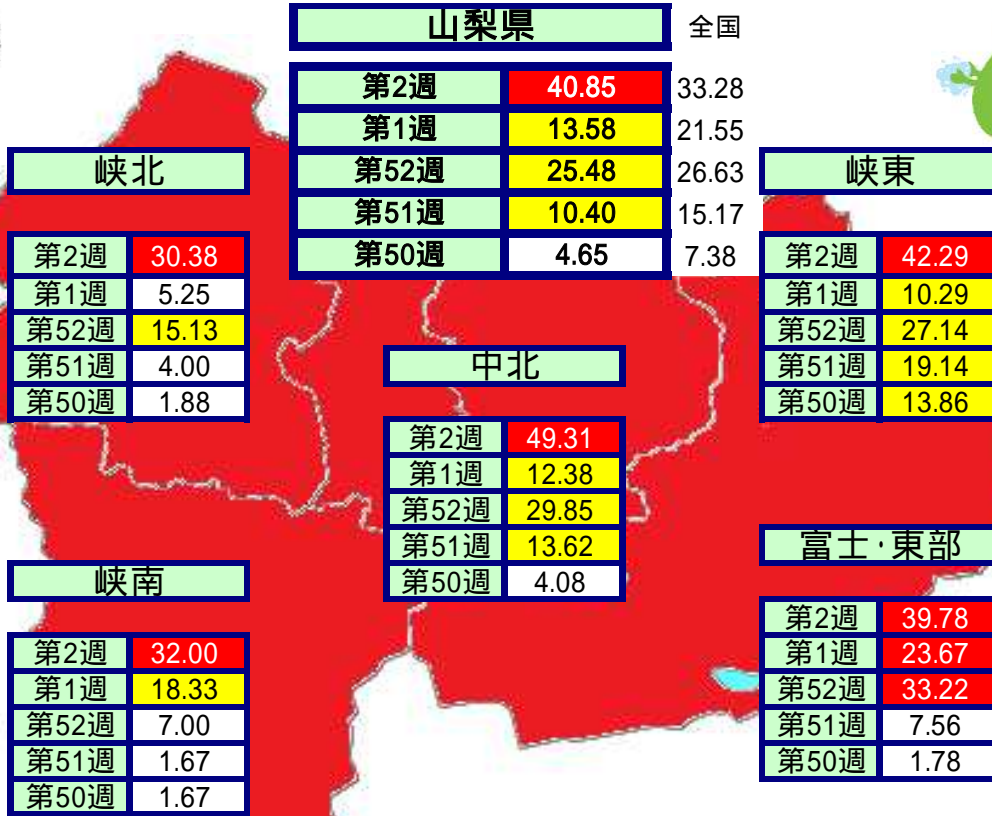 山梨県 全国
第2週 40.85 33.28
第1週 13.58 21.55
第52週 25.48 26.63
第51週 10.40 15.17
第50週 4.65 7.38
峡北
第2週 30.38
第1週 5.25
第52週 15.13
第51週 4.00
第50週 1.88
峡東
第2週 42.29
第1週 10.29
第52週 27.14
第51週 19.14
第50週 13.86
中北
第2週 49.31
第1週 12.38
第52週 29.85
第51週 13.62
第50週 4.08
峡南
第2週 32.00
第1週 18.33
第52週 7.00
第51週 1.67
第50週 1.67
富士・東部
第2週 39.78
第1週 23.67
第52週 33.22
第51週 7.56
第50週 1.78